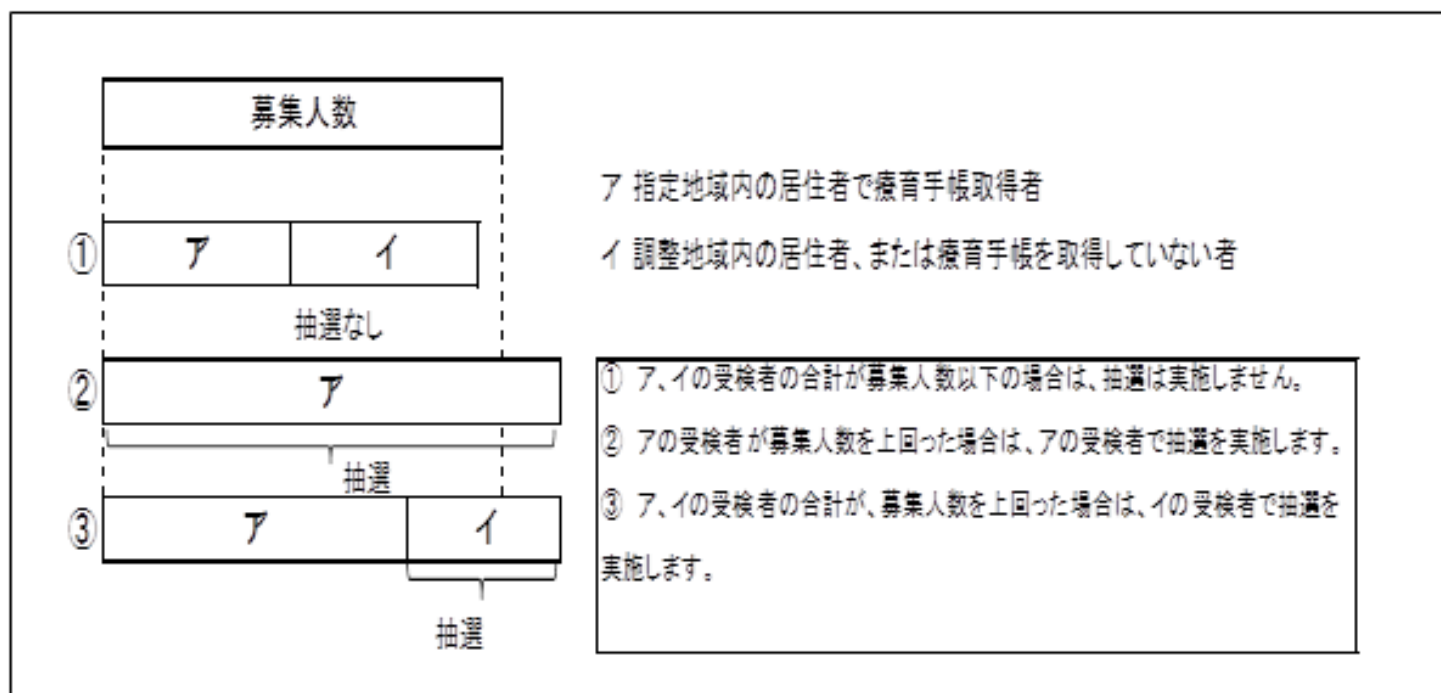 募集人数
ア 指定地域内の居住者で療育手帳取得者
① ア イ
イ 調整地域内の居住者、または療育手帳を取得していない者
抽選なし
② ア
抽選
③ ア イ
抽選
① ア、イの受検者の合計が募集人数以下の場合は、抽選は実施しません。
② アの受検者が募集人数を上回った場合は、アの受検者で抽選を実施します。
③ ア、イの受検者の合計が、募集人数を上回った場合は、イの受検者で抽選を
実施します。